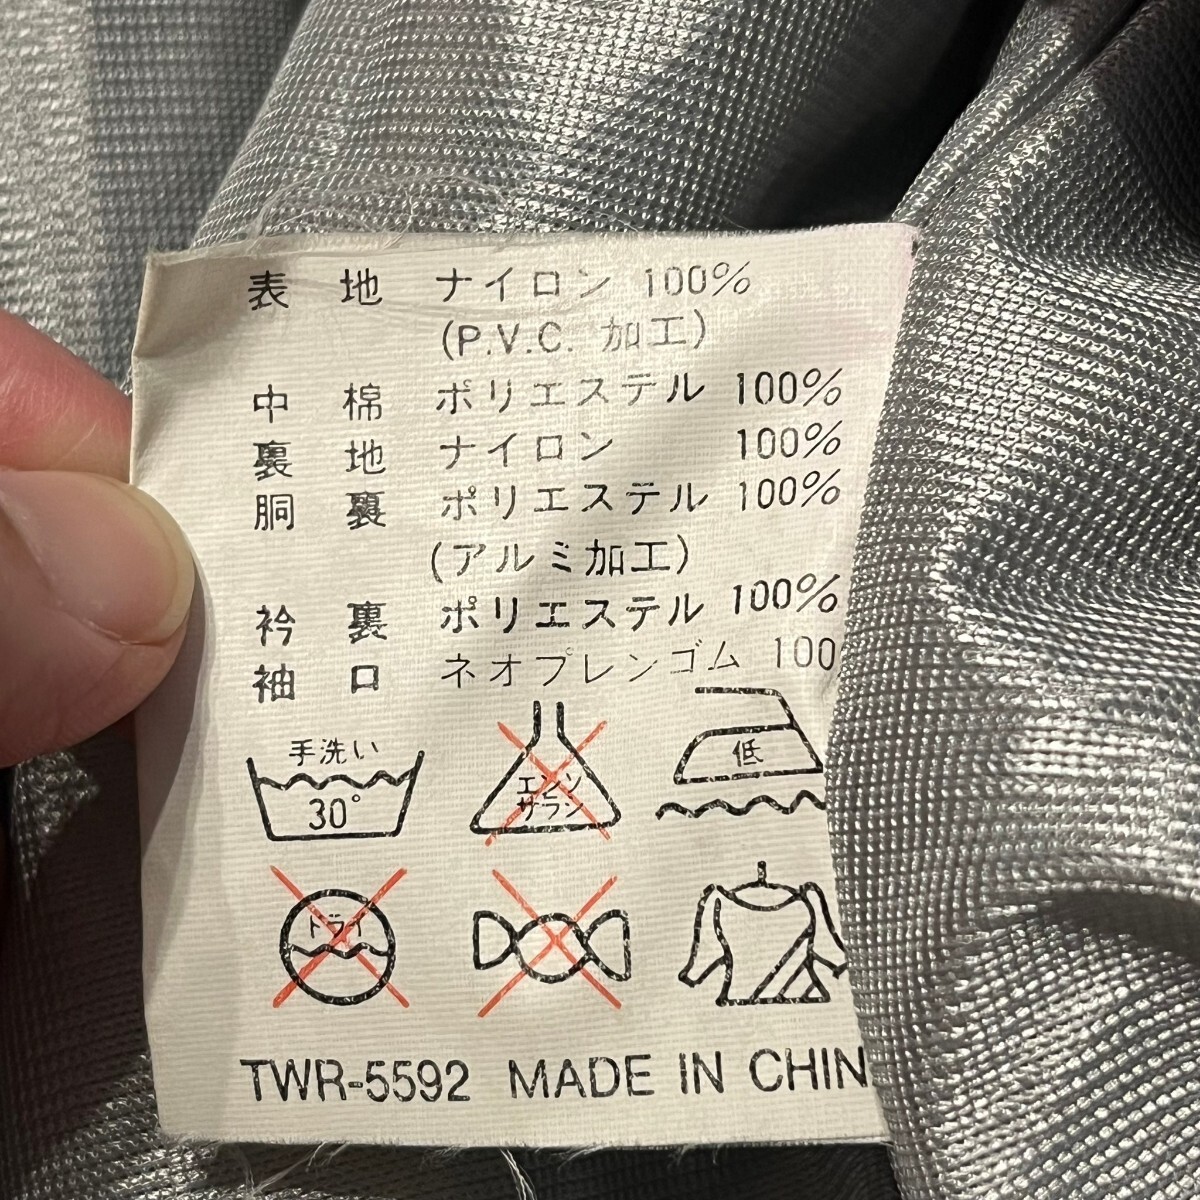 表地 ナイロン 100%
(P.V.C. 加工)
中棉 ポリエステル 100%
裏地 ナイロン 100%
胴裏 ポリエステル 100%
(アルミ加工)
衿裏 ポリエステル 100%
袖口 ネオプレンゴム 100
手洗い
30°
エンソ
サラン
低
ドライ
TWR-5592 MADE IN CHIN